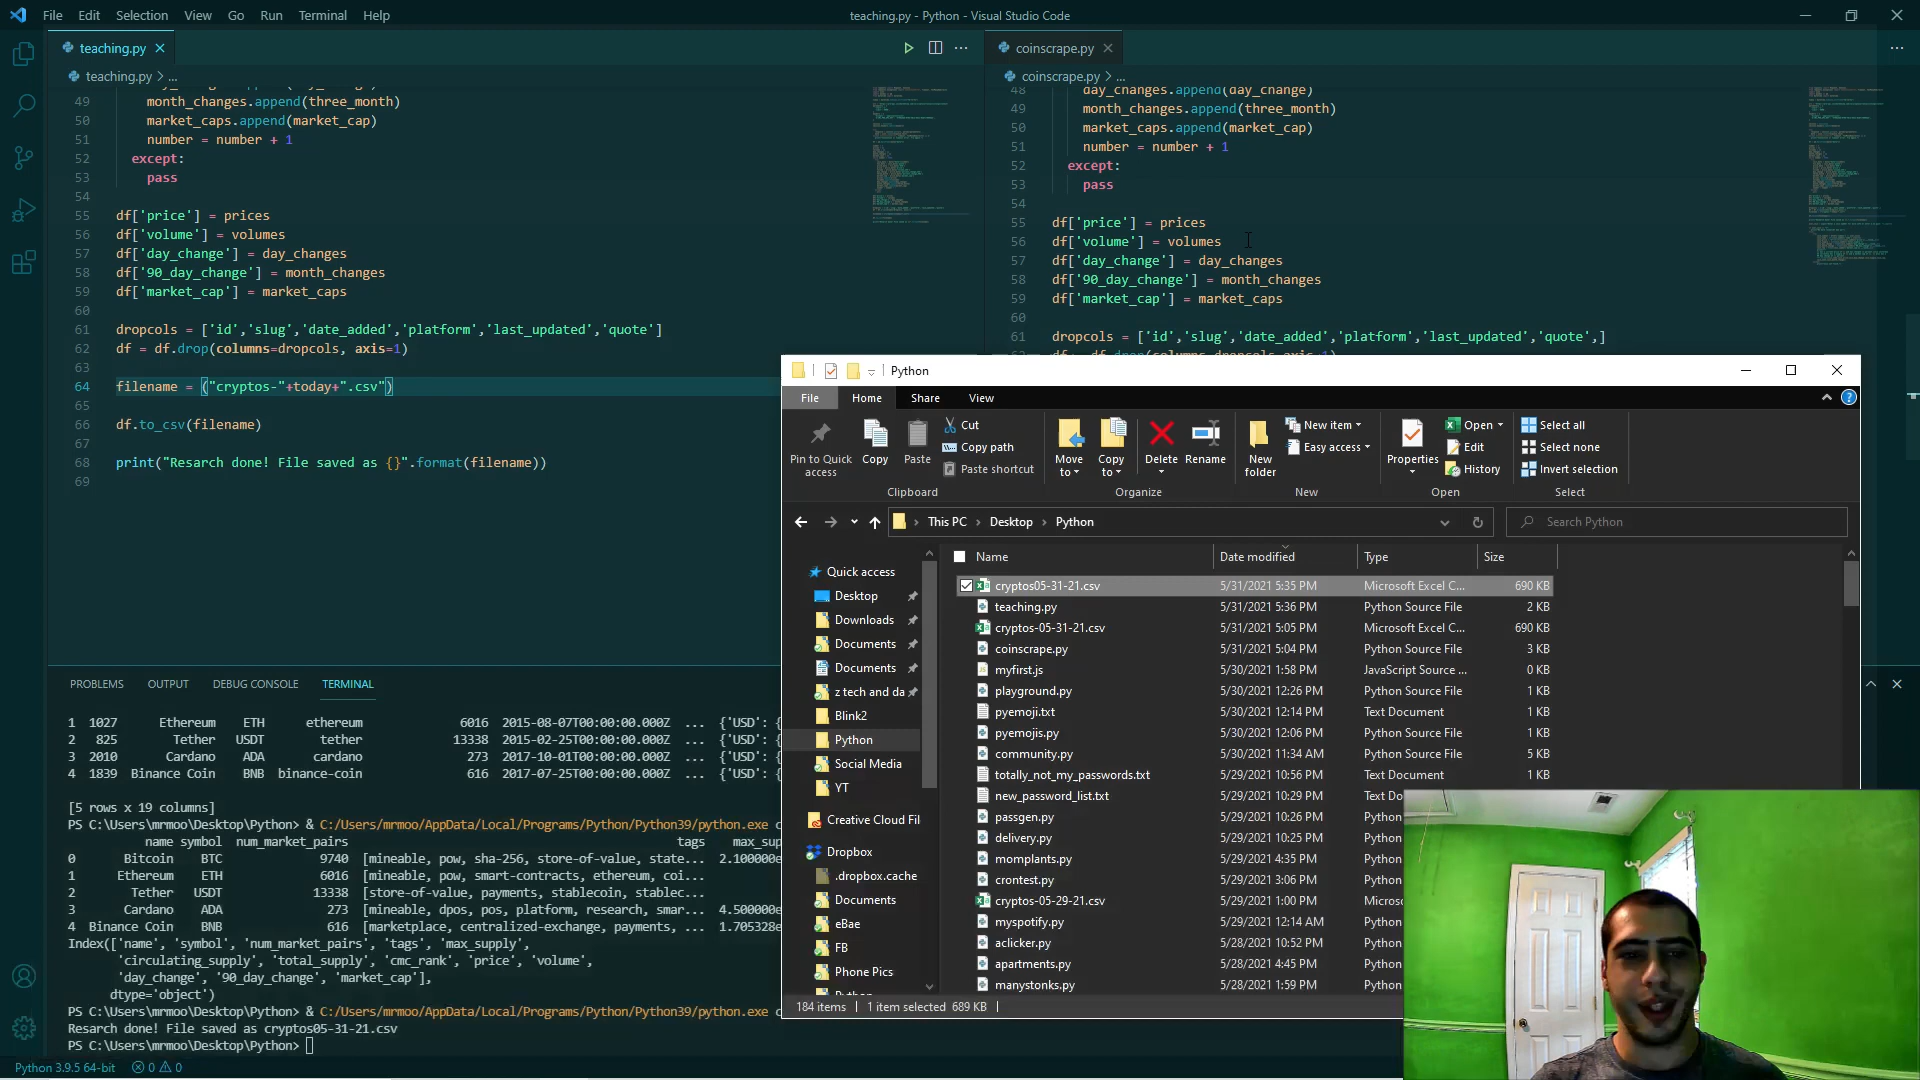 File Edit Selection View Go Run Terminal Help
teaching.py - Python - Visual Studio Code
teaching.py
teaching.py > ...
49 month_changes.append(three_month)
50 market_caps.append(market_cap)
51 number = number + 1
52 except:
53 pass
54
55 df['price'] = prices
56 df['volume'] = volumes
57 df['day_change'] = day_changes
58 df['90_day_change'] = month_changes
59 df['market_cap'] = market_caps
60
61 dropcols = ['id','slug','date_added','platform','last_updated','quote']
62 df = df.drop(columns=dropcols, axis=1)
63
64 filename = ("cryptos-"+today+".csv")
65
66 df.to_csv(filename)
67
68 print("Resarch done! File saved as {}".format(filename))
69
coinscrape.py
coinscrape.py > ...
48 day_changes.append(day_change)
49 month_changes.append(three_month)
50 market_caps.append(market_cap)
51 number = number + 1
52 except:
53 pass
54
55 df['price'] = prices
56 df['volume'] = volumes
57 df['day_change'] = day_changes
58 df['90_day_change'] = month_changes
59 df['market_cap'] = market_caps
60
61 dropcols = ['id','slug','date_added','platform','last_updated','quote',]
PROBLEMS OUTPUT DEBUG CONSOLE TERMINAL
1 1027 Ethereum ETH ethereum 6016 2015-08-07T00:00:00.000Z ... {'USD': {
2 825 Tether USDT tether 13338 2015-02-25T00:00:00.000Z ... {'USD': {
3 2010 Cardano ADA cardano 273 2017-10-01T00:00:00.000Z ... {'USD': {
4 1839 Binance Coin BNB binance-coin 616 2017-07-25T00:00:00.000Z ... {'USD': {
[5 rows x 19 columns]
PS C:\Users\mrmoo\Desktop\Python> & C:/Users/mrmoo/AppData/Local/Programs/Python/Python39/python.exe c
name symbol num_market_pairs tags max_sup
0 Bitcoin BTC 9740 [mineable, pow, sha-256, store-of-value, state... 2.100000e
1 Ethereum ETH 6016 [mineable, pow, smart-contracts, ethereum, coi...
2 Tether USDT 13338 [store-of-value, payments, stablecoin, stablec...
3 Cardano ADA 273 [mineable, dpos, pos, platform, research, smar... 4.500000e
4 Binance Coin BNB 616 [marketplace, centralized-exchange, payments, ... 1.705328e
Index(['name', 'symbol', 'num_market_pairs', 'tags', 'max_supply',
'circulating_supply', 'total_supply', 'cmc_rank', 'price', 'volume',
'day_change', '90_day_change', 'market_cap'],
dtype='object')
PS C:\Users\mrmoo\Desktop\Python> & C:/Users/mrmoo/AppData/Local/Programs/Python/Python39/python.exe c
Resarch done! File saved as cryptos05-31-21.csv
PS C:\Users\mrmoo\Desktop\Python>
Python 3.9.5 64-bit 0 0
Python
File Home Share View
Pin to Quick access
Copy
Paste
Cut
Copy path
Paste shortcut
Clipboard
Move to
Copy to
Delete
Rename
Organize
New folder
New item
Easy access
New
Properties
Open
Edit
History
Open
Select all
Select none
Invert selection
Select
This PC > Desktop > Python
Search Python
Quick access
Desktop
Downloads
Documents
Documents
z tech and da
Blink2
Python
Social Media
YT
Creative Cloud Fil
Dropbox
.dropbox.cache
Documents
eBae
FB
Phone Pics
Name Date modified Type Size
cryptos05-31-21.csv 5/31/2021 5:35 PM Microsoft Excel C... 690 KB
teaching.py 5/31/2021 5:36 PM Python Source File 2 KB
cryptos-05-31-21.csv 5/31/2021 5:05 PM Microsoft Excel C... 690 KB
coinscrape.py 5/31/2021 5:04 PM Python Source File 3 KB
myfirst.js 5/30/2021 1:58 PM JavaScript Source ... 0 KB
playground.py 5/30/2021 12:26 PM Python Source File 1 KB
pyemoji.txt 5/30/2021 12:14 PM Text Document 1 KB
pyemojis.py 5/30/2021 12:06 PM Python Source File 1 KB
community.py 5/30/2021 11:34 AM Python Source File 5 KB
totally_not_my_passwords.txt 5/29/2021 10:56 PM Text Document 1 KB
new_password_list.txt 5/29/2021 10:29 PM Text Do
passgen.py 5/29/2021 10:26 PM Python
delivery.py 5/29/2021 10:25 PM Python
momplants.py 5/29/2021 4:35 PM Python
crontest.py 5/29/2021 3:06 PM Python
cryptos-05-29-21.csv 5/29/2021 1:00 PM Micros
myspotify.py 5/29/2021 12:14 AM Python
aclicker.py 5/28/2021 10:52 PM Python
apartments.py 5/28/2021 4:45 PM Python
manystonks.py 5/28/2021 1:59 PM Python
184 items 1 item selected 689 KB